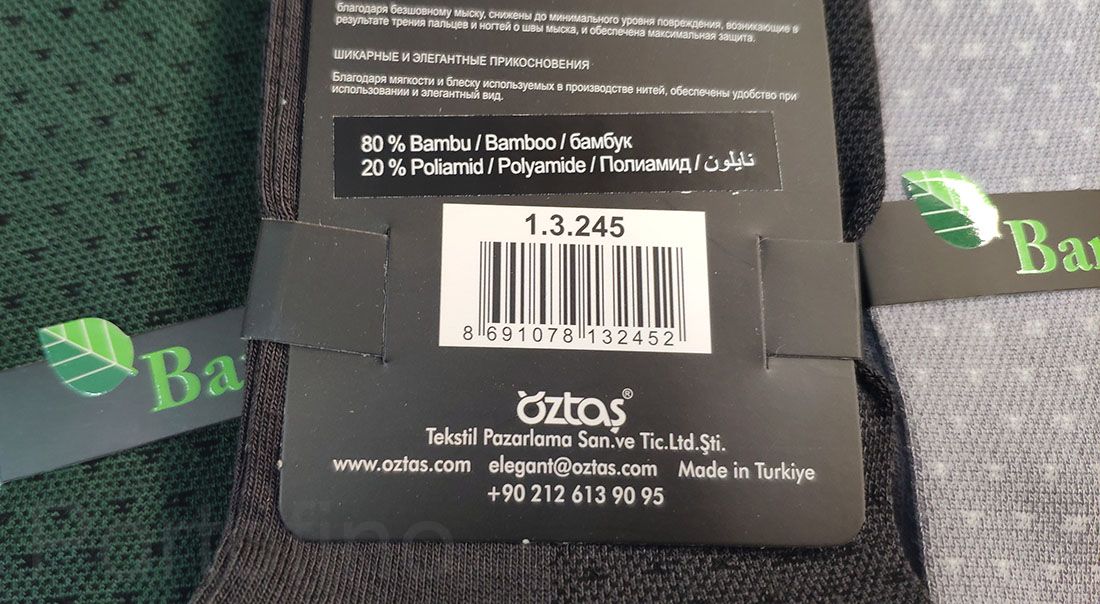 благодаря безшовному мыску, снижены до минимального уровня повреждения, возникающие в
результате трения пальцев и ногтей о швы мыска, и обеспечена максимальная защита.
ШИКАРНЫЕ И ЭЛЕГАНТНЫЕ ПРИКОСНОВЕНИЯ
Благодаря мягкости и блеску используемых в производстве нитей, обеспечены удобство при
использовании и элегантный вид.
80 % Bambu / Bamboo / бамбук
20 % Poliamid / Polyamide / Полиамид / نايلون
1.3.245
8 691078 132452
Bam
Ba
öztaş®
Tekstil Pazarlama San.ve Tic.Ltd.Şti.
www.oztas.com elegant@oztas.com Made in Turkiye
+90 212 613 90 95